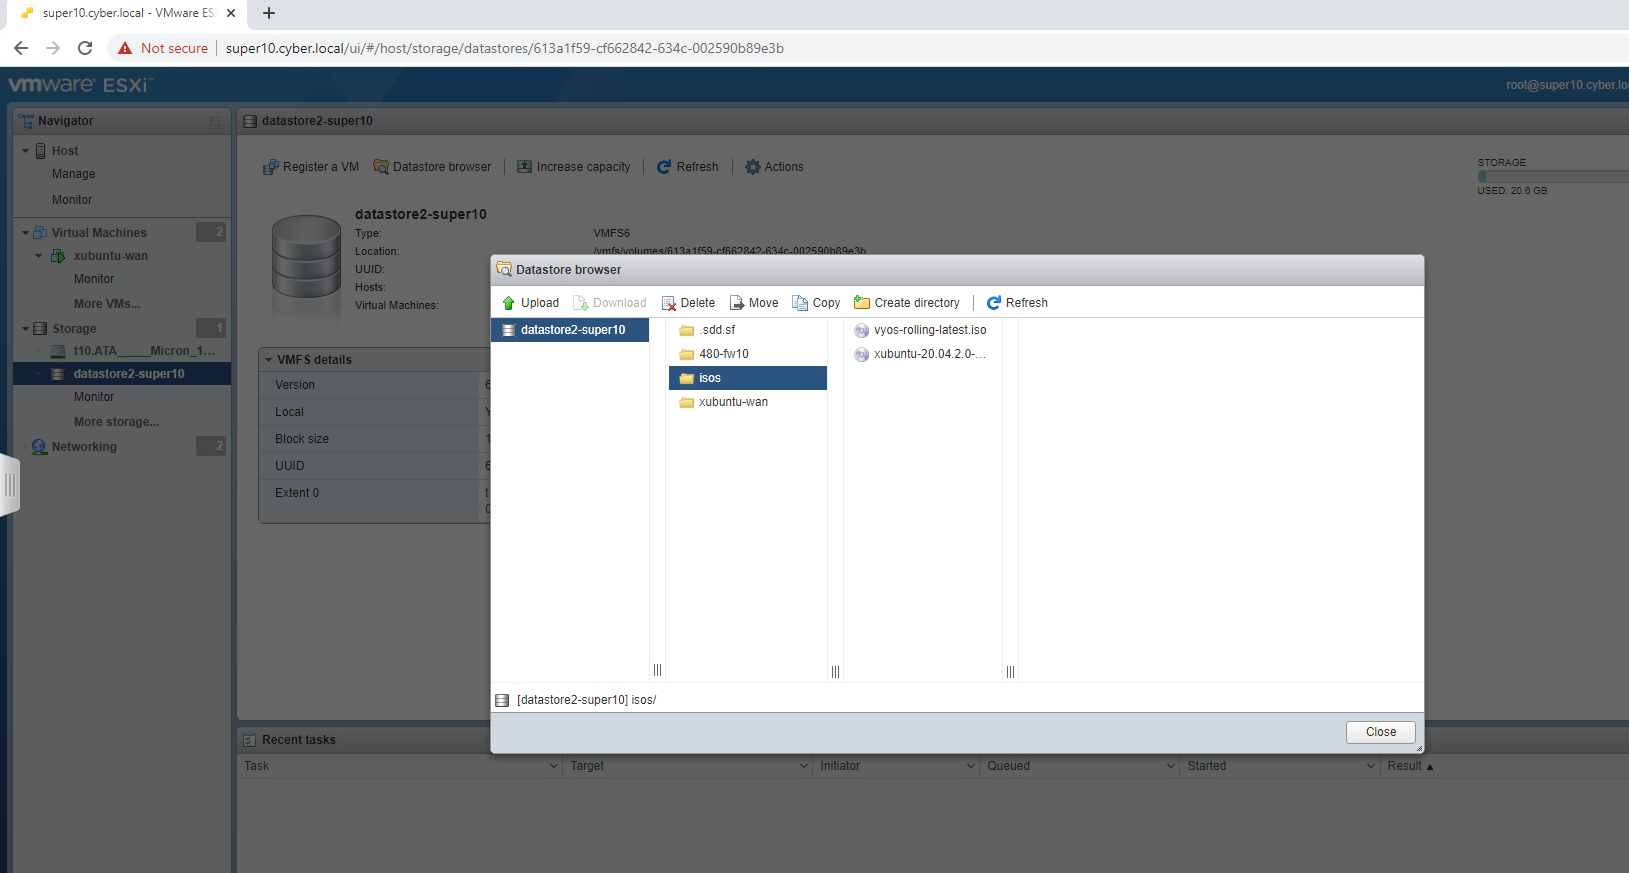 super10.cyber.local - VMware ES
Not secure super10.cyber.local/ui/#/host/storage/datastores/613a1f59-cf662842-634c-002590b89e3b
vmware ESXi
root@super10.cyber.lo
Navigator
Host
Manage
Monitor
Virtual Machines 2
xubuntu-wan
Monitor
More VMs...
Storage 1
t10.ATA_____Micron_1...
datastore2-super10
Monitor
More storage...
Networking 2
datastore2-super10
Register a VM Datastore browser Increase capacity Refresh Actions
STORAGE
USED: 20.6 GB
datastore2-super10
Type: VMFS6
Location: /vmfs/volumes/613a1f59-cf662842-634c-002590b89e3b
UUID:
Hosts:
Virtual Machines:
VMFS details
Version 6
Local Y
Block size 1
UUID 6
Extent 0 t
Datastore browser
Upload Download Delete Move Copy Create directory Refresh
datastore2-super10
.sdd.sf
480-fw10
isos
xubuntu-wan
vyos-rolling-latest.iso
xubuntu-20.04.2.0-...
[datastore2-super10] isos/
Close
Recent tasks
Task Target Initiator Queued Started Result